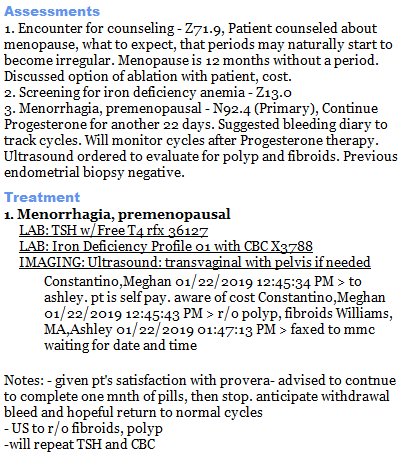 Assessments
1. Encounter for counseling - Z71.9, Patient counseled about
menopause, what to expect, that periods may naturally start to
become irregular. Menopause is 12 months without a period.
Discussed option of ablation with patient, cost.
2. Screening for iron deficiency anemia - Z13.0
3. Menorrhagia, premenopausal - N92.4 (Primary), Continue
Progesterone for another 22 days. Suggested bleeding diary to
track cycles. Will monitor cycles after Progesterone therapy.
Ultrasound ordered to evaluate for polyp and fibroids. Previous
endometrial biopsy negative.
Treatment
1. Menorrhagia, premenopausal
LAB: TSH w/Free T4 rfx 36127
LAB: Iron Deficiency Profile 01 with CBC X3788
IMAGING: Ultrasound: transvaginal with pelvis if needed
Constantino,Meghan 01/22/2019 12:45:34 PM > to
ashley. pt is self pay. aware of cost Constantino,Meghan
01/22/2019 12:45:43 PM > r/o polyp, fibroids Williams,
MA,Ashley 01/22/2019 01:47:13 PM > faxed to mmc
waiting for date and time
Notes: - given pt's satisfaction with provera- advised to contnue
to complete one mnth of pills, then stop. anticipate withdrawal
bleed and hopeful return to normal cycles
- US to r/o fibroids, polyp
-will repeat TSH and CBC